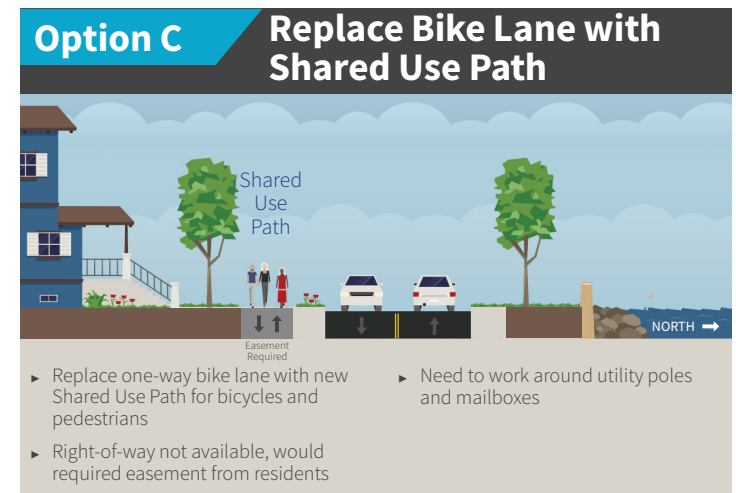 Option C
Replace Bike Lane with
Shared Use Path
Shared
Use
Path
Easement
Required
NORTH
► Replace one-way bike lane with new
Shared Use Path for bicycles and
pedestrians
► Right-of-way not available, would
required easement from residents
► Need to work around utility poles
and mailboxes